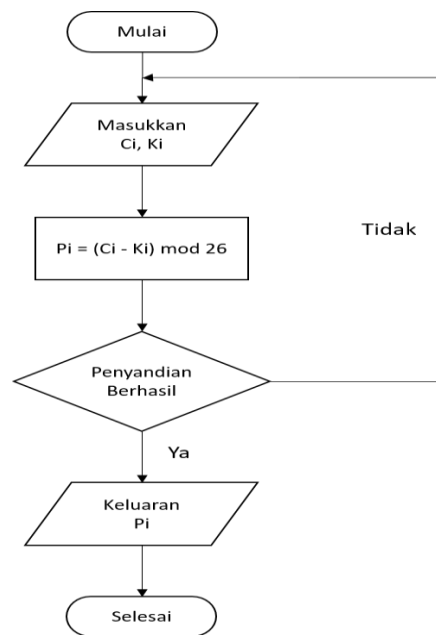 Mulai
Masukkan
Ci, Ki
Pi = (Ci - Ki) mod 26
Tidak
Penyandian
Berhasil
Ya
Keluaran
Pi
Selesai